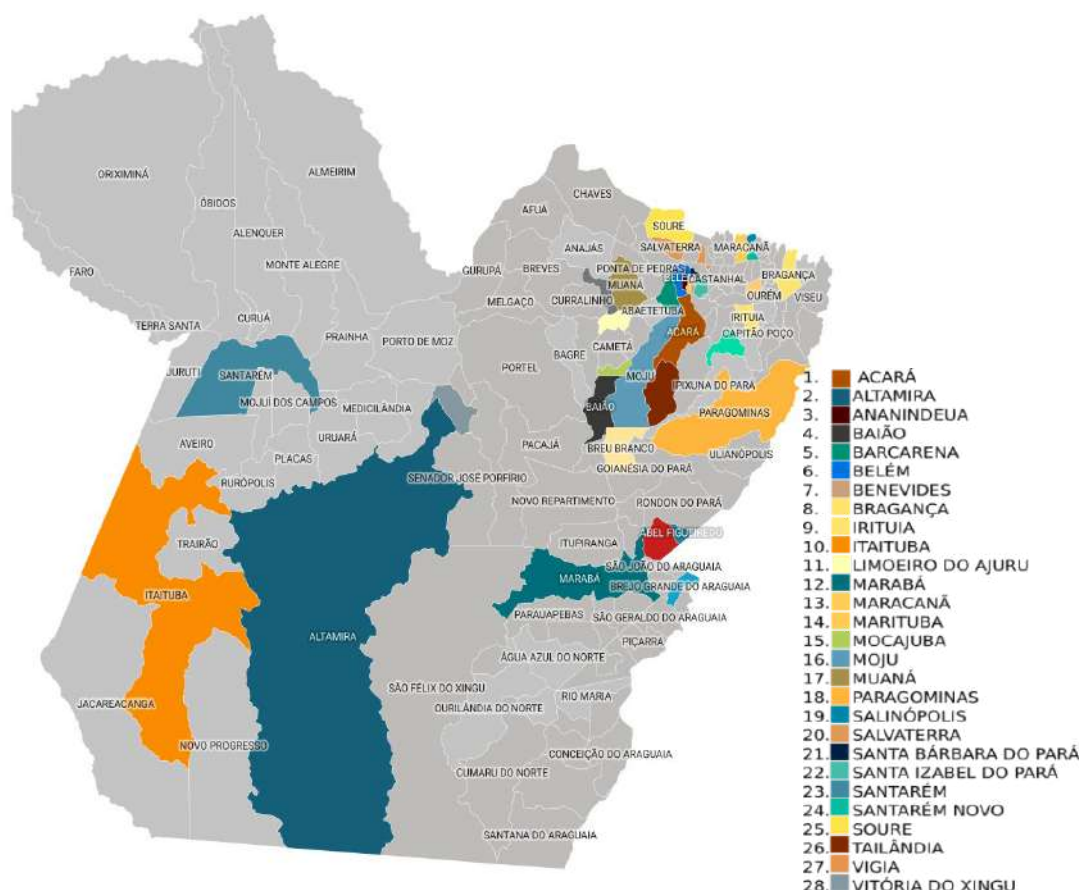 ORIXIMINÁ
ÓBIDOS
ALMEIRIM
ALENQUER
MONTE ALEGRE
FARO
TERRA SANTA
CURUÁ
PRAINHA
PORTO DE MOZ
JURUTI
SANTARÉM
MOJUÍ DOS CAMPOS
MEDICILÂNDIA
AVEIRO
URUARÁ
PLACAS
RURÓPOLIS
TRAIRÃO
ITAITUBA
ALTAMIRA
JACAREACANGA
NOVO PROGRESSO
CHAVES
AFUÁ
SOURE
ANAJÁS
SALVATERRA
MARACANÃ
GURUPÁ
BREVES
PONTA DE PEDRAS
BELÉ
CASTANHAL
BRAGANÇA
MELGAÇO
CURRALINHO
MUANÁ
OURÉM
VISEU
ABAETETUBA
IRITUIA
ACARÁ
CAPITÃO POÇO
BAGRE
CAMETÁ
PORTEL
MOJU
IPIXUNA DO PARÁ
BAIÃO
PARAGOMINAS
PACAJÁ
BREU BRANCO
ULIANÓPOLIS
GOIANÉSIA DO PARÁ
SENADOR JOSÉ PORFÍRIO
NOVO REPARTIMENTO
RONDON DO PARÁ
ABEL FIGUEIREDO
ITUPIRANGA
SÃO JOÃO DO ARAGUAIA
MARABÁ
BREJO GRANDE DO ARAGUAIA
PARAUAPEBAS
SÃO GERALDO DO ARAGUAIA
PIÇARRA
ÁGUA AZUL DO NORTE
SÃO FÉLIX DO XINGU
RIO MARIA
OURILÂNDIA DO NORTE
CONCEIÇÃO DO ARAGUAIA
CUMARU DO NORTE
SANTANA DO ARAGUAIA
1. ACARÁ
2. ALTAMIRA
3. ANANINDEUA
4. BAIÃO
5. BARCARENA
6. BELÉM
7. BENEVIDES
8. BRAGANÇA
9. IRITUIA
10. ITAITUBA
11. LIMOEIRO DO AJURU
12. MARABÁ
13. MARACANÃ
14. MARITUBA
15. MOCAJUBA
16. MOJU
17. MUANÁ
18. PARAGOMINAS
19. SALINÓPOLIS
20. SALVATERRA
21. SANTA BÁRBARA DO PARÁ
22. SANTA IZABEL DO PARÁ
23. SANTARÉM
24. SANTARÉM NOVO
25. SOURE
26. TAILÂNDIA
27. VIGIA
28. VITÓRIA DO XINGU